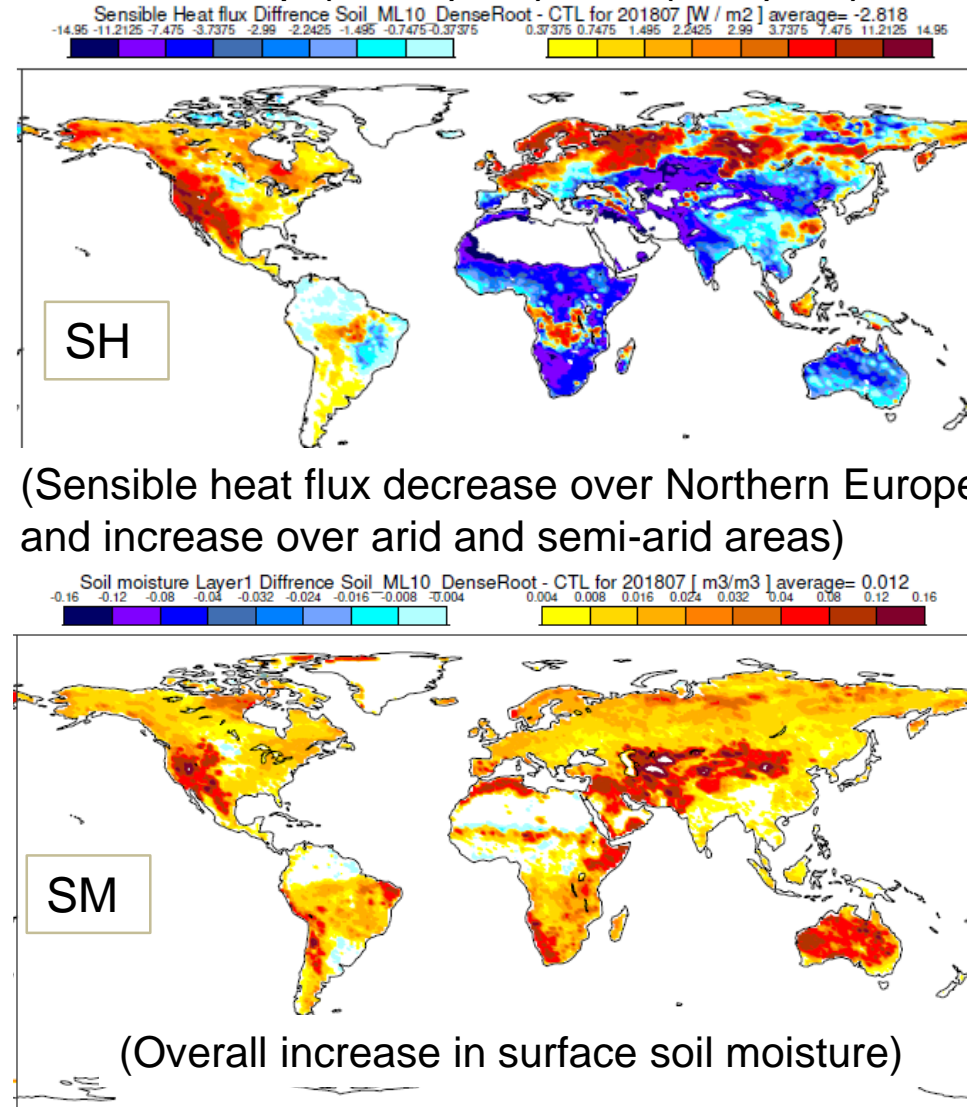 Sensible Heat flux Diffrence Soil_ML10_DenseRoot - CTL for 201807 [W / m2 ] average= -2.818
-14.95 -11.2125 -7.475 -3.7375 -2.99 -2.2425 -1.495 -0.7475 -0.37375 0.37375 0.7475 1.495 2.2425 2.99 3.7375 7.475 11.2125 14.95
SH
(Sensible heat flux decrease over Northern Europe
and increase over arid and semi-arid areas)
Soil moisture Layer1 Diffrence Soil_ML10_DenseRoot - CTL for 201807 [ m3/m3 ] average= 0.012
-0.16 -0.12 -0.08 -0.04 -0.032 -0.024 -0.016 -0.008 -0.004 0.004 0.008 0.016 0.024 0.032 0.04 0.08 0.12 0.16
SM
(Overall increase in surface soil moisture)